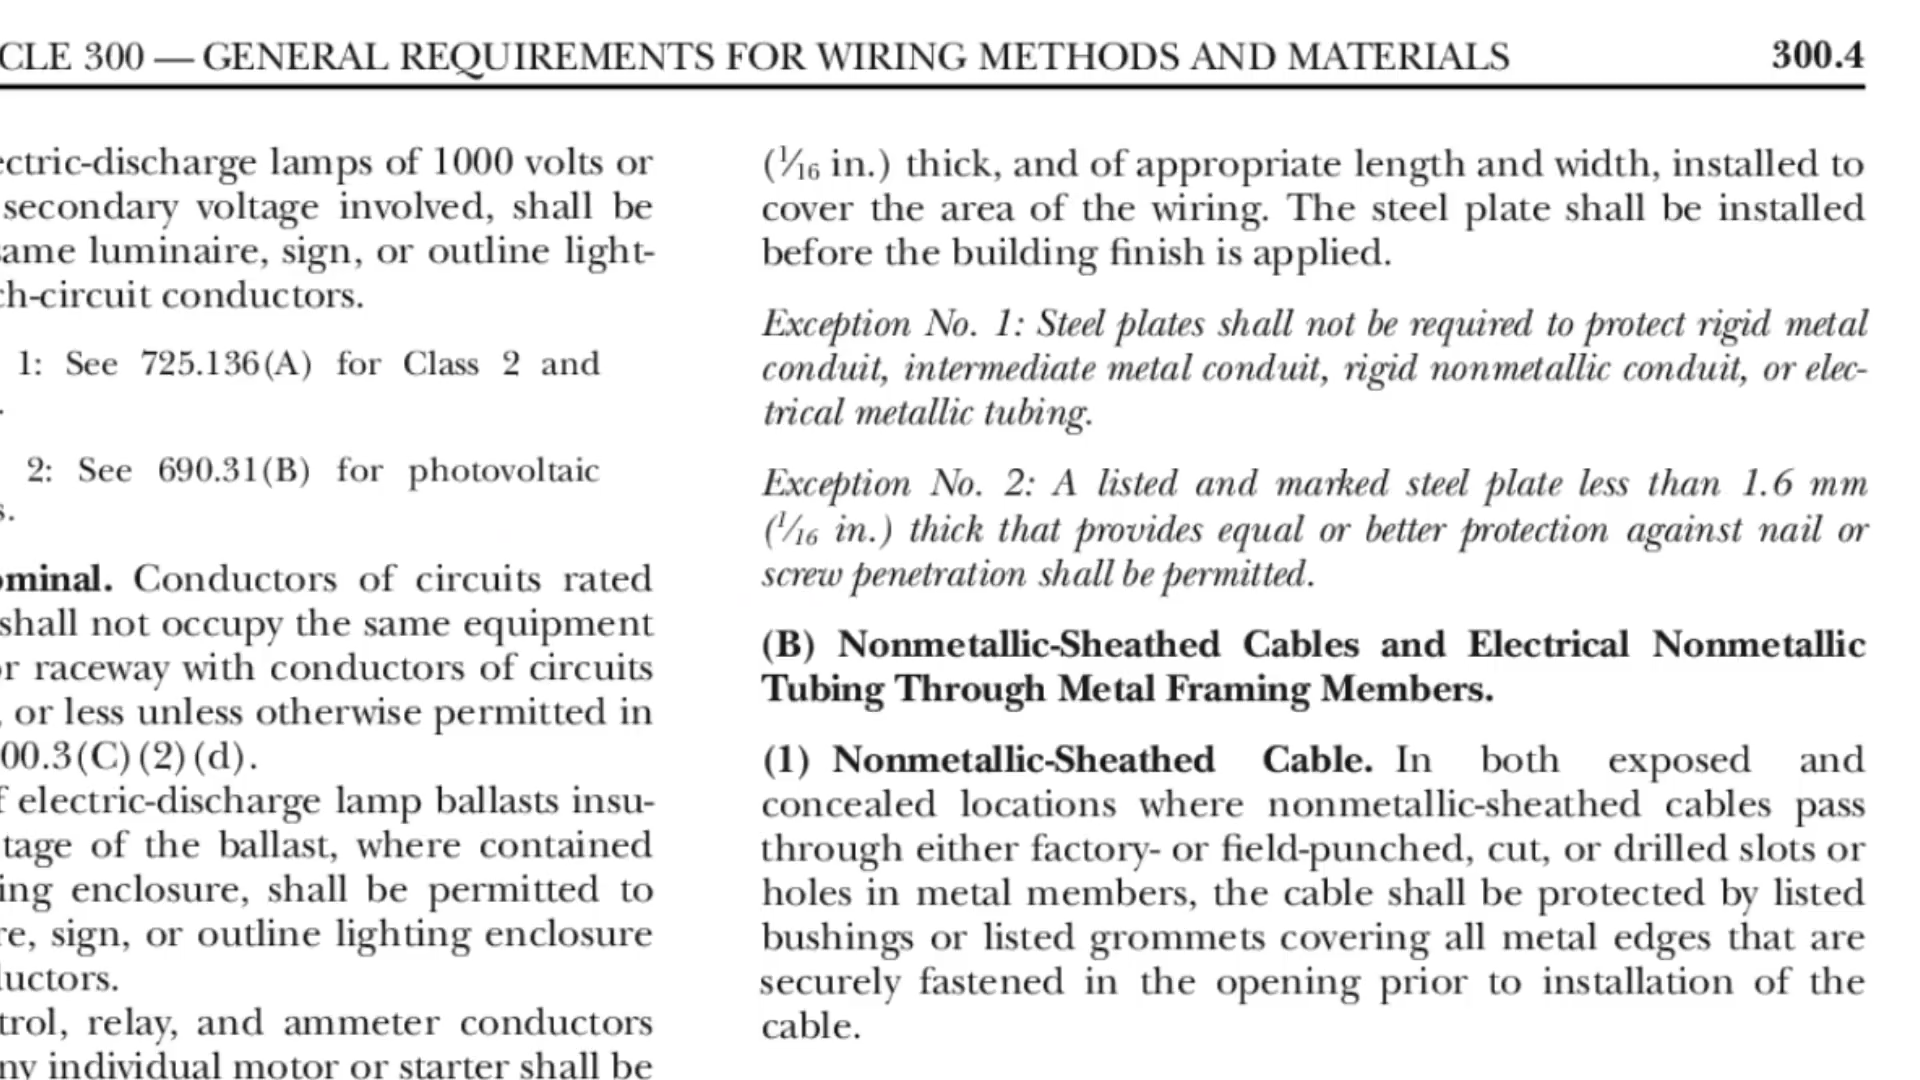 CLE 300 — GENERAL REQUIREMENTS FOR WIRING METHODS AND MATERIALS 300.4
ectric-discharge lamps of 1000 volts or
secondary voltage involved, shall be
ame luminaire, sign, or outline light-
ch-circuit conductors.
1: See 725.136(A) for Class 2 and
.
2: See 690.31(B) for photovoltaic
s.
ominal. Conductors of circuits rated
shall not occupy the same equipment
or raceway with conductors of circuits
, or less unless otherwise permitted in
00.3(C)(2)(d).
f electric-discharge lamp ballasts insu-
tage of the ballast, where contained
ing enclosure, shall be permitted to
re, sign, or outline lighting enclosure
ductors.
trol, relay, and ammeter conductors
ny individual motor or starter shall be
(1/16 in.) thick, and of appropriate length and width, installed to
cover the area of the wiring. The steel plate shall be installed
before the building finish is applied.
Exception No. 1: Steel plates shall not be required to protect rigid metal
conduit, intermediate metal conduit, rigid nonmetallic conduit, or elec-
trical metallic tubing.
Exception No. 2: A listed and marked steel plate less than 1.6 mm
(1/16 in.) thick that provides equal or better protection against nail or
screw penetration shall be permitted.
(B) Nonmetallic-Sheathed Cables and Electrical Nonmetallic
Tubing Through Metal Framing Members.
(1) Nonmetallic-Sheathed Cable. In both exposed and
concealed locations where nonmetallic-sheathed cables pass
through either factory- or field-punched, cut, or drilled slots or
holes in metal members, the cable shall be protected by listed
bushings or listed grommets covering all metal edges that are
securely fastened in the opening prior to installation of the
cable.